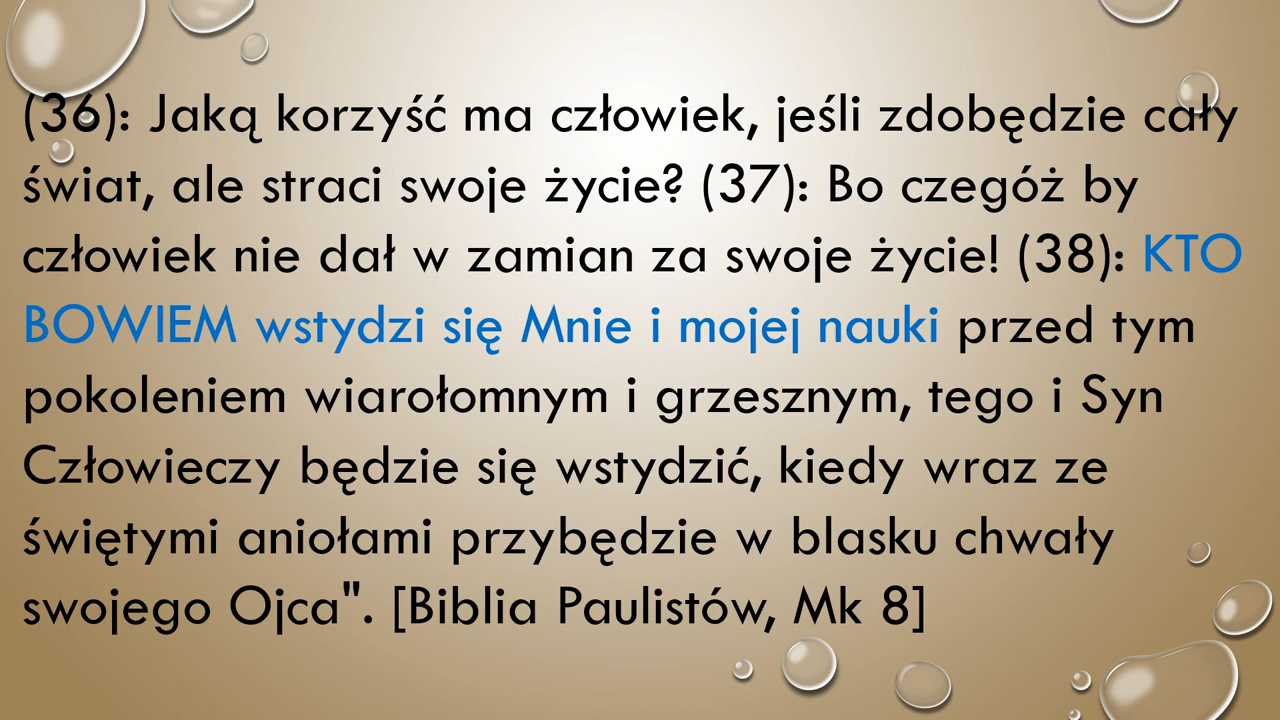 (36): Jaką korzyść ma człowiek, jeśli zdobędzie cały
świat, ale straci swoje życie? (37): Bo czegóż by
człowiek nie dał w zamian za swoje życie! (38): KTO
BOWIEM wstydzi się Mnie i mojej nauki przed tym
pokoleniem wiarołomnym i grzesznym, tego i Syn
Człowieczy będzie się wstydzić, kiedy wraz ze
świętymi aniołami przybędzie w blasku chwały
swojego Ojca". [Biblia Paulistów, Mk 8]